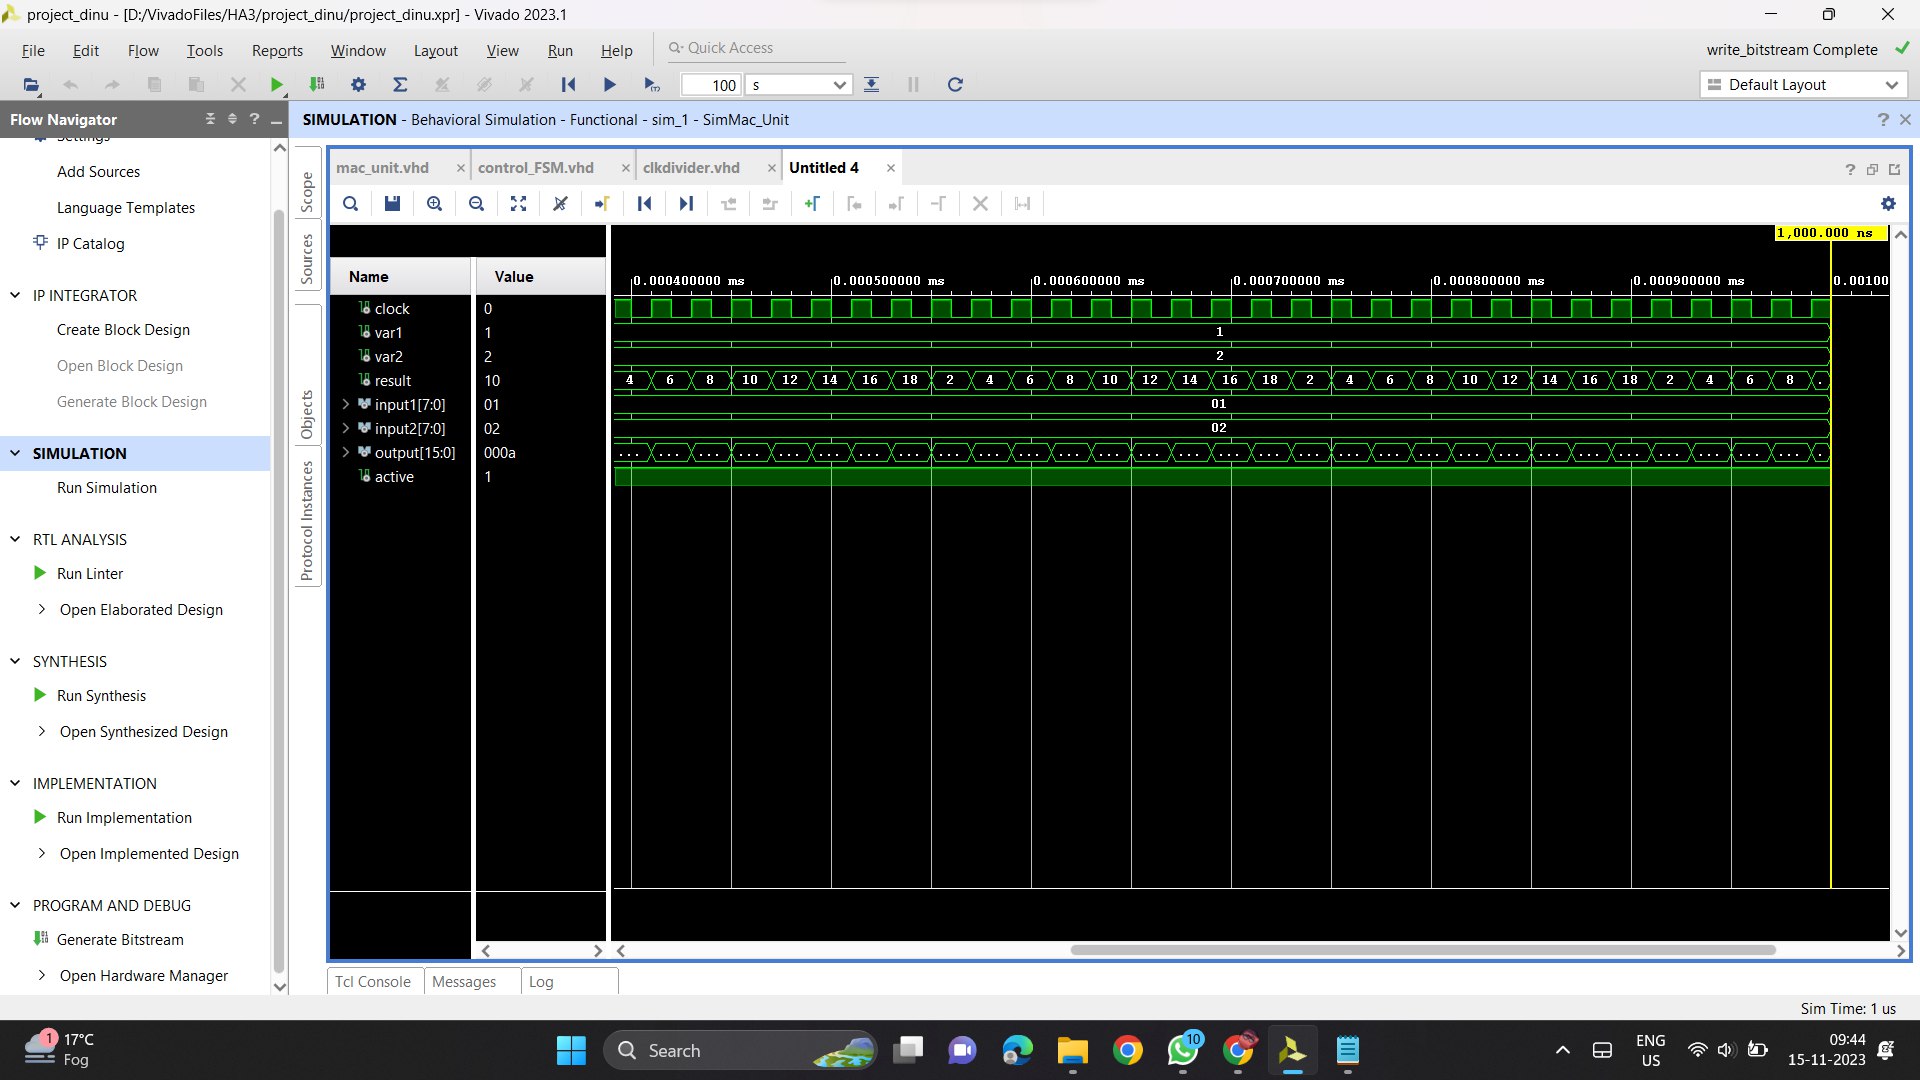 project_dinu - [D:/VivadoFiles/HA3/project_dinu/project_dinu.xpr] - Vivado 2023.1
File Edit Flow Tools Reports Window Layout View Run Help Quick Access
write_bitstream Complete
100 s
Default Layout
Flow Navigator
SIMULATION - Behavioral Simulation - Functional - sim_1 - SimMac_Unit
Settings
Add Sources
Language Templates
IP Catalog
IP INTEGRATOR
Create Block Design
Open Block Design
Generate Block Design
SIMULATION
Run Simulation
RTL ANALYSIS
Run Linter
Open Elaborated Design
SYNTHESIS
Run Synthesis
Open Synthesized Design
IMPLEMENTATION
Run Implementation
Open Implemented Design
PROGRAM AND DEBUG
Generate Bitstream
Open Hardware Manager
Scope
Sources
Objects
Protocol Instances
mac_unit.vhd control_FSM.vhd clkdivider.vhd Untitled 4
1,000.000 ns
Name Value
0.000400000 ms 0.000500000 ms 0.000600000 ms 0.000700000 ms 0.000800000 ms 0.000900000 ms 0.00100
clock 0
var1 1 1
var2 2 2
result 10 4 6 8 10 12 14 16 18 2 4 6 8 10 12 14 16 18 2 4 6 8 10 12 14 16 18 2 4 6 8 .
input1[7:0] 01 01
input2[7:0] 02 02
output[15:0] 000a ... ... ... ... ... ... ... ... ... ... ... ... ... ... ... ... ... ... ... ... ... ... ... ... ... ... ... ... ... ... .
active 1
Tcl Console Messages Log
Sim Time: 1 us
1
17°C
Fog
Search
10
ENG
US
09:44
15-11-2023